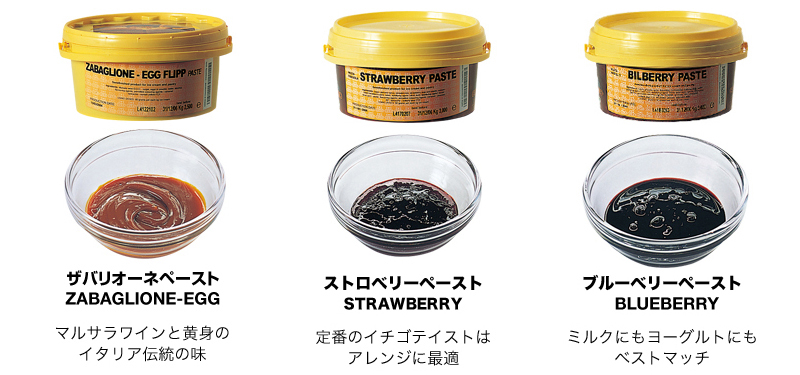 ZABAGLIONE - EGG FLIPP PASTE
STRAWBERRY PASTE
BILBERRY PASTE
ザバリオーネペースト
ZABAGLIONE-EGG
マルサラワインと黄身の
イタリア伝統の味
ストロベリーペースト
STRAWBERRY
定番のイチゴテイストは
アレンジに最適
ブルーベリーペースト
BLUEBERRY
ミルクにもヨーグルトにも
ベストマッチ